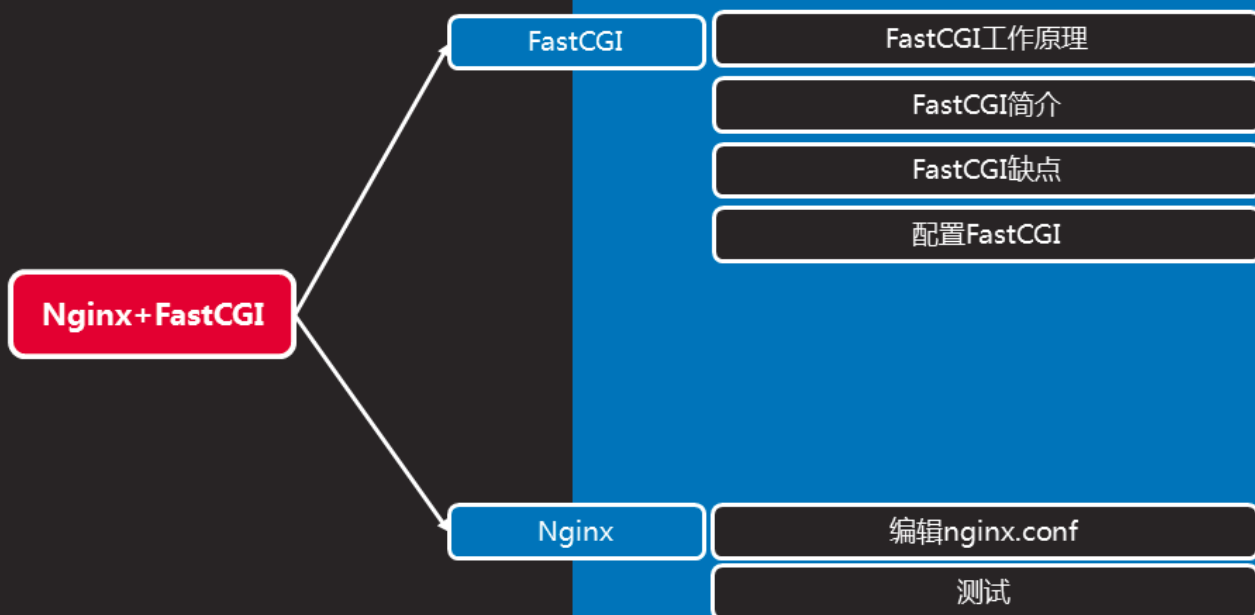 FastCGI
FastCGI工作原理
FastCGI简介
FastCGI缺点
配置FastCGI
Nginx+FastCGI
Nginx
编辑nginx.conf
测试